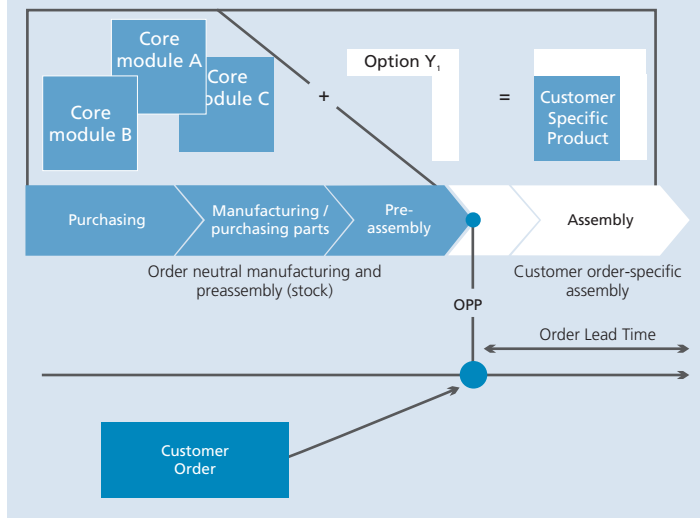 Core
module A
Core
module C
Core
module B
+
Option Y₁
=
Customer
Specific
Product
Purchasing
Manufacturing /
purchasing parts
Pre-
assembly
Assembly
Order neutral manufacturing and
preassembly (stock)
Customer order-specific
assembly
OPP
Order Lead Time
Customer
Order